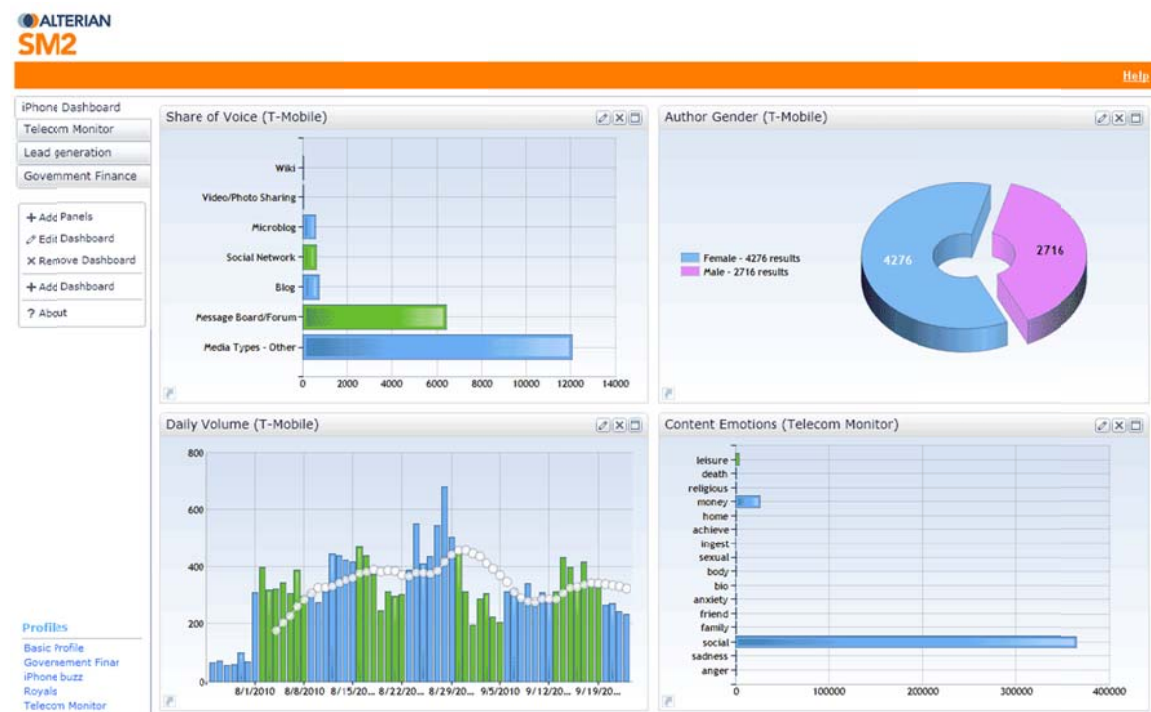 ALTERIAN
SM2
Help
iPhone Dashboard
Telecom Monitor
Lead generation
Government Finance
+ Add Panels
Edit Dashboard
X Remove Dashboard
+ Add Dashboard
? About
Profiles
Basic Profile
Governement Finar
iPhone buzz
Royals
Telecom Monitor
Share of Voice (T-Mobile)
Wiki
Video/Photo Sharing
Microblog
Social Network
Blog
Message Board/Forum
Media Types - Other
0 2000 4000 6000 8000 10000 12000 14000
Author Gender (T-Mobile)
Female - 4276 results
Male - 2716 results
4276
2716
Daily Volume (T-Mobile)
800
600
400
200
0
8/1/2010 8/8/2010 8/15/20... 8/22/20... 8/29/20... 9/5/2010 9/12/20... 9/19/20...
Content Emotions (Telecom Monitor)
leisure
death
religious
money
home
achieve
ingest
sexual
body
bio
anxiety
friend
family
social
sadness
anger
0 100000 200000 300000 400000